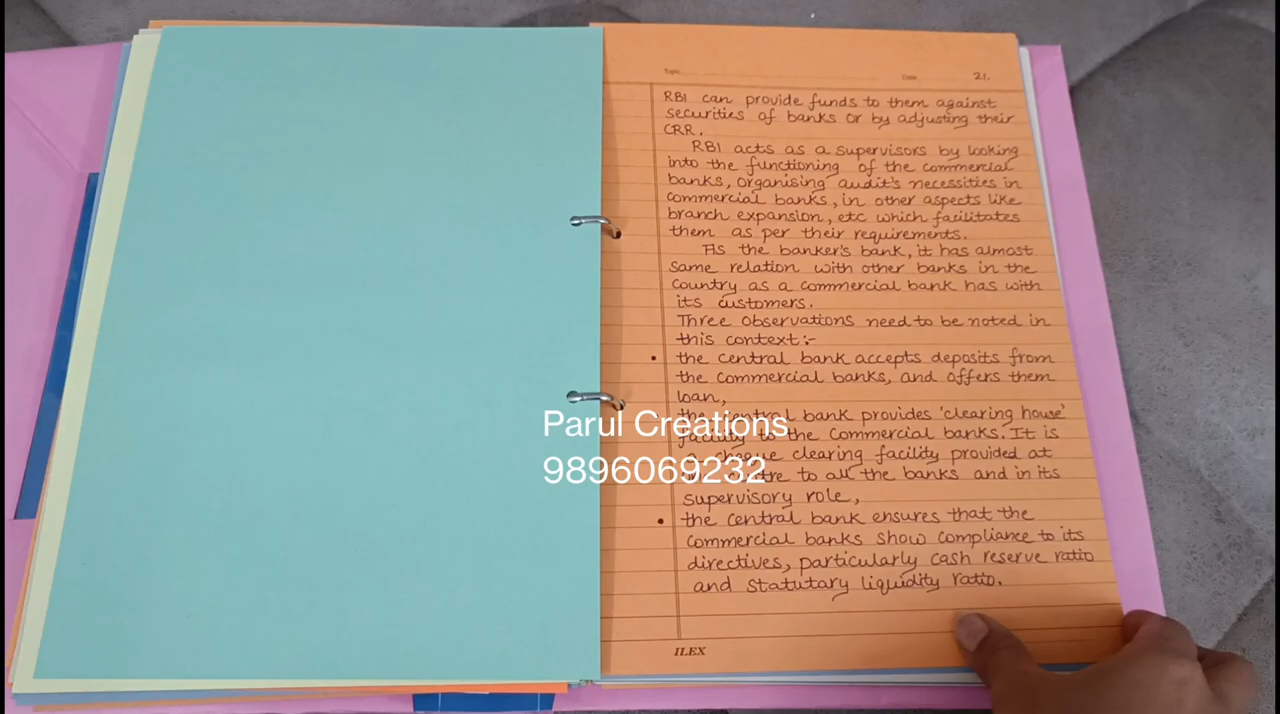 Topic
Date
21.
RBI can provide funds to them against
securities of banks or by adjusting their
CRR.
RBI acts as a supervisors by looking
into the functioning of the commercial
banks, organising audit's necessities in
commercial banks, in other aspects like
branch expansion, etc which facilitates
them as per their requirements.
As the banker's bank, it has almost
same relation with other banks in the
country as a commercial bank has with
its customers.
Three observations need to be noted in
this context:-
• the central bank accepts deposits from
the commercial banks, and offers them
loan,
the central bank provides 'clearing house'
facility to the commercial banks. It is
a cheque clearing facility provided at
to all the banks and in its
supervisory role,
• the central bank ensures that the
commercial banks show compliance to its
directives, particularly cash reserve ratio
and statutary liquidity ratio.
ILEX
Parul Creations
9896069232